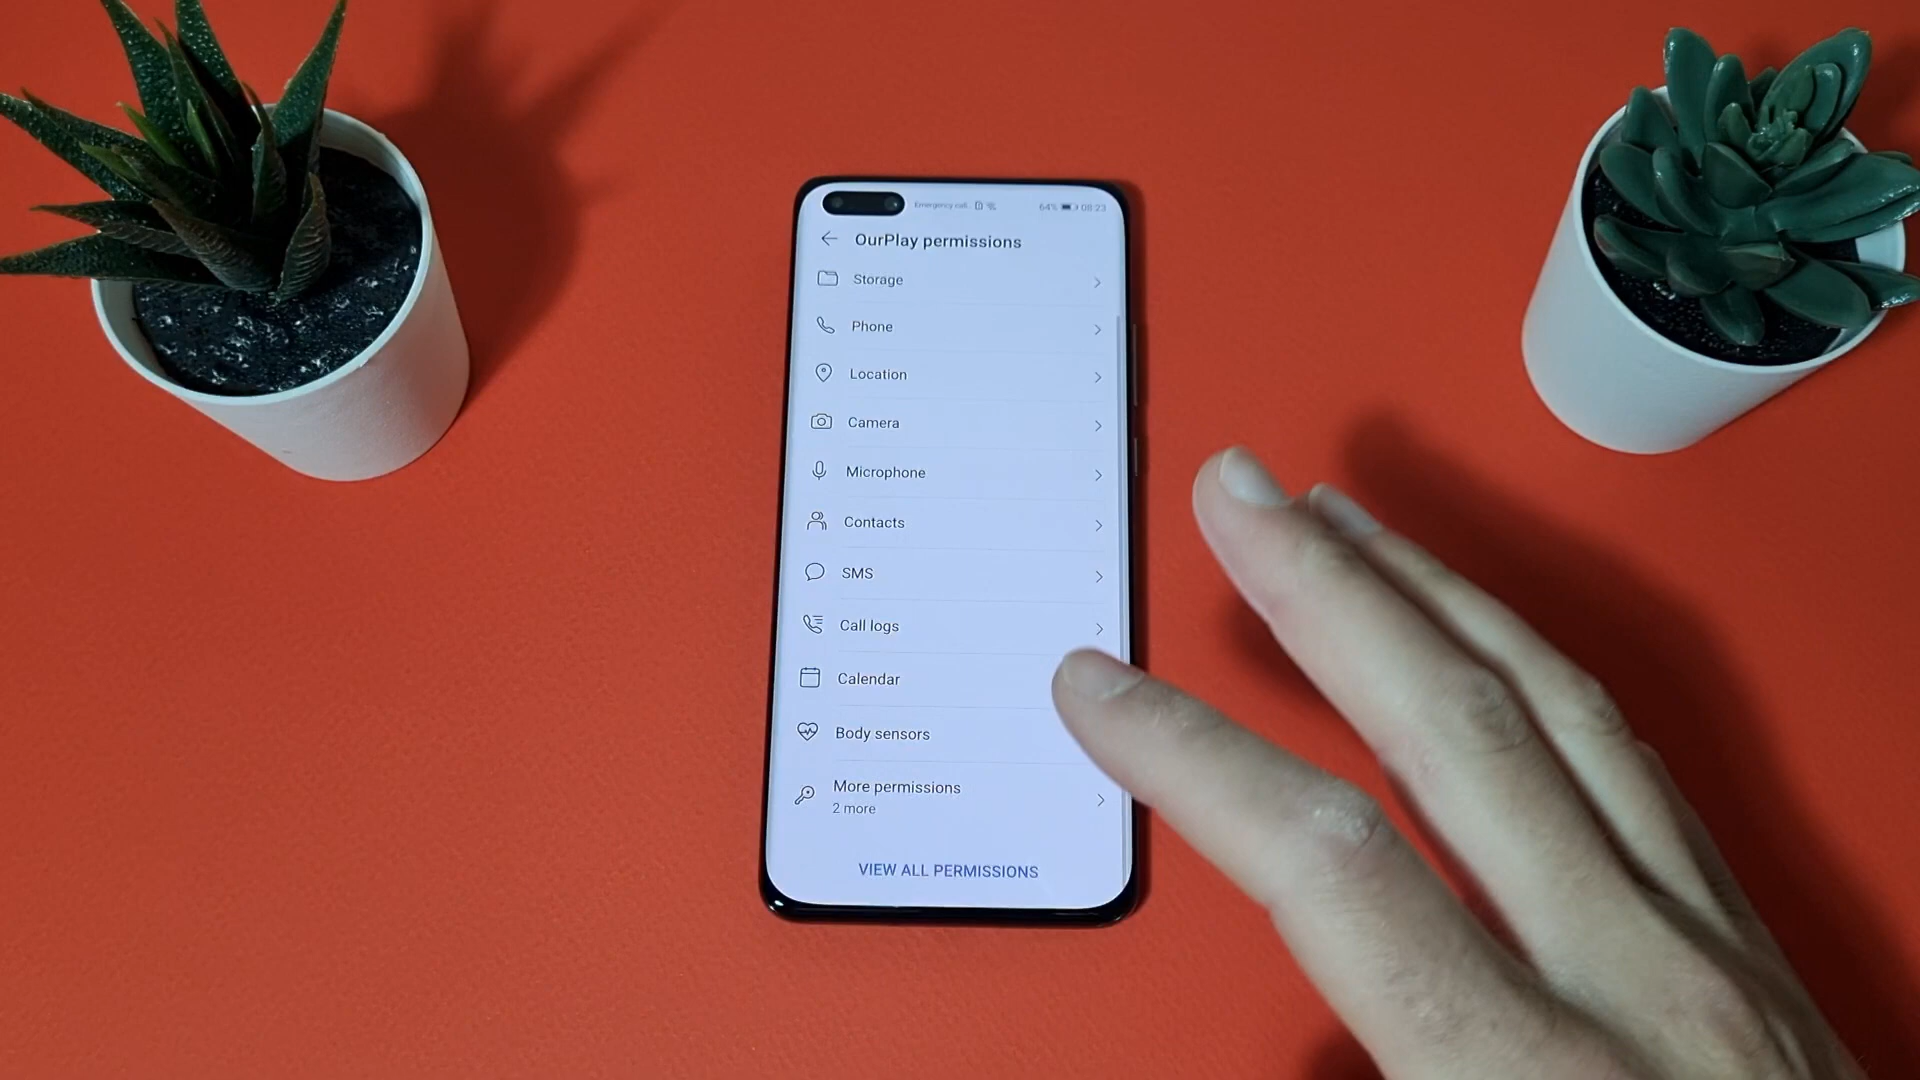 Emergency call.. 64% 08:23
OurPlay permissions
Storage
Phone
Location
Camera
Microphone
Contacts
SMS
Call logs
Calendar
Body sensors
More permissions
2 more
VIEW ALL PERMISSIONS